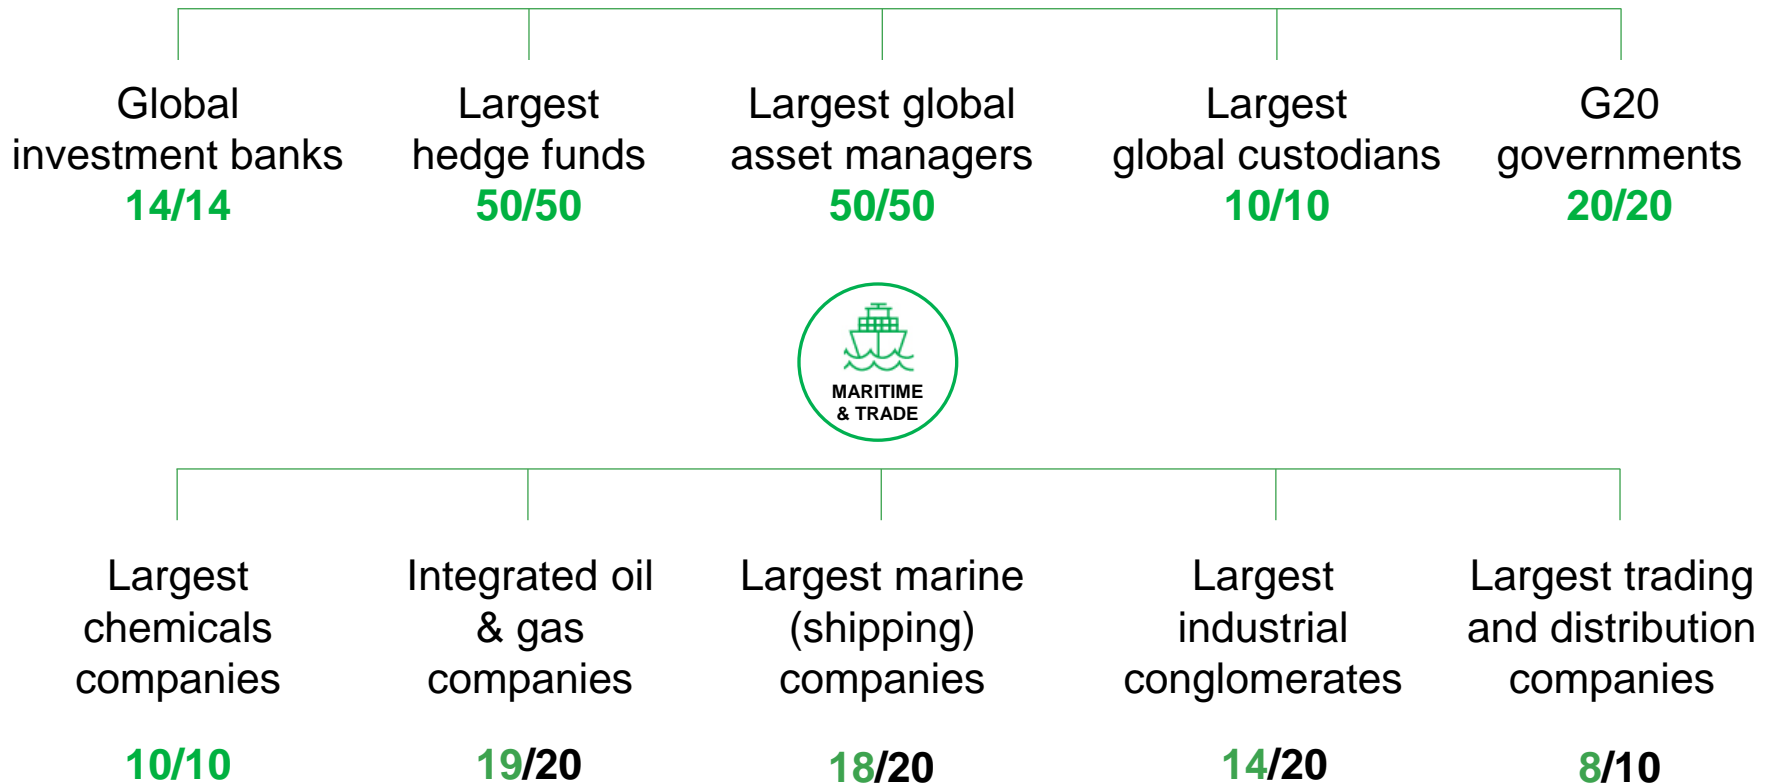 Global
investment banks
14/14
Largest
hedge funds
50/50
Largest global
asset managers
50/50
Largest
global custodians
10/10
G20
governments
20/20
MARITIME
& TRADE
Largest
chemicals
companies
10/10
Integrated oil
& gas
companies
19/20
Largest marine
(shipping)
companies
18/20
Largest
industrial
conglomerates
14/20
Largest trading
and distribution
companies
8/10